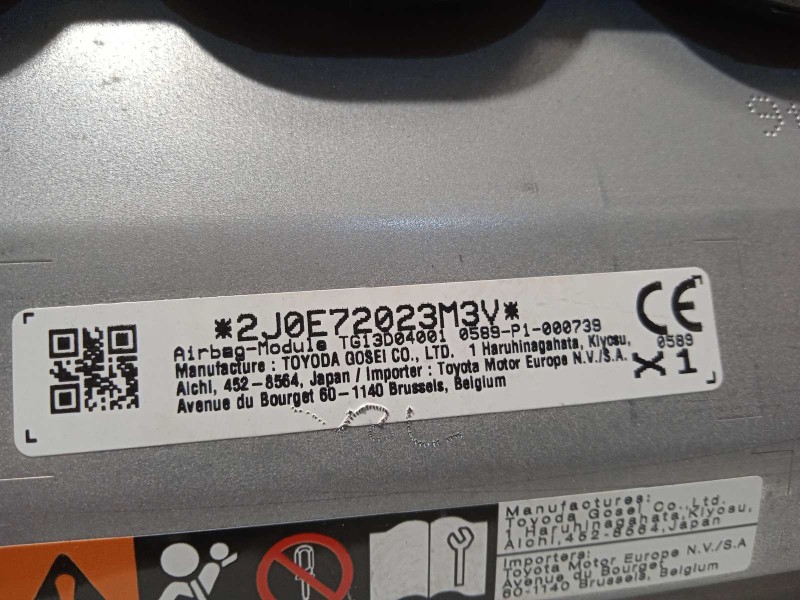 *2J0E72023M3V*
Airbag-Module TG13D04001 0589-P1-000739
Manufacture : TOYODA GOSEI CO., LTD. 1 Haruhinagahata, Kiyosu,
Aichi, 452-8564, Japan / Importer : Toyota Motor Europe N.V./S.A.
Avenue du Bourget 60-1140 Brussels, Belgium
CE
0589
X1
Manufactures:
Toyoda Gosei Co., Ltd.
1 Haruhinagahata,Kiyosu,
Aichi,452-8564,Japan
Importers:
Toyota Motor Europe N.V./S.A
Avenue du Bourget
60-1140 Brussels, Belgium